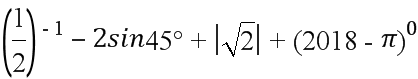 (1/2)^{-1} − 2sin45° + |√2| + (2018 - π)^0